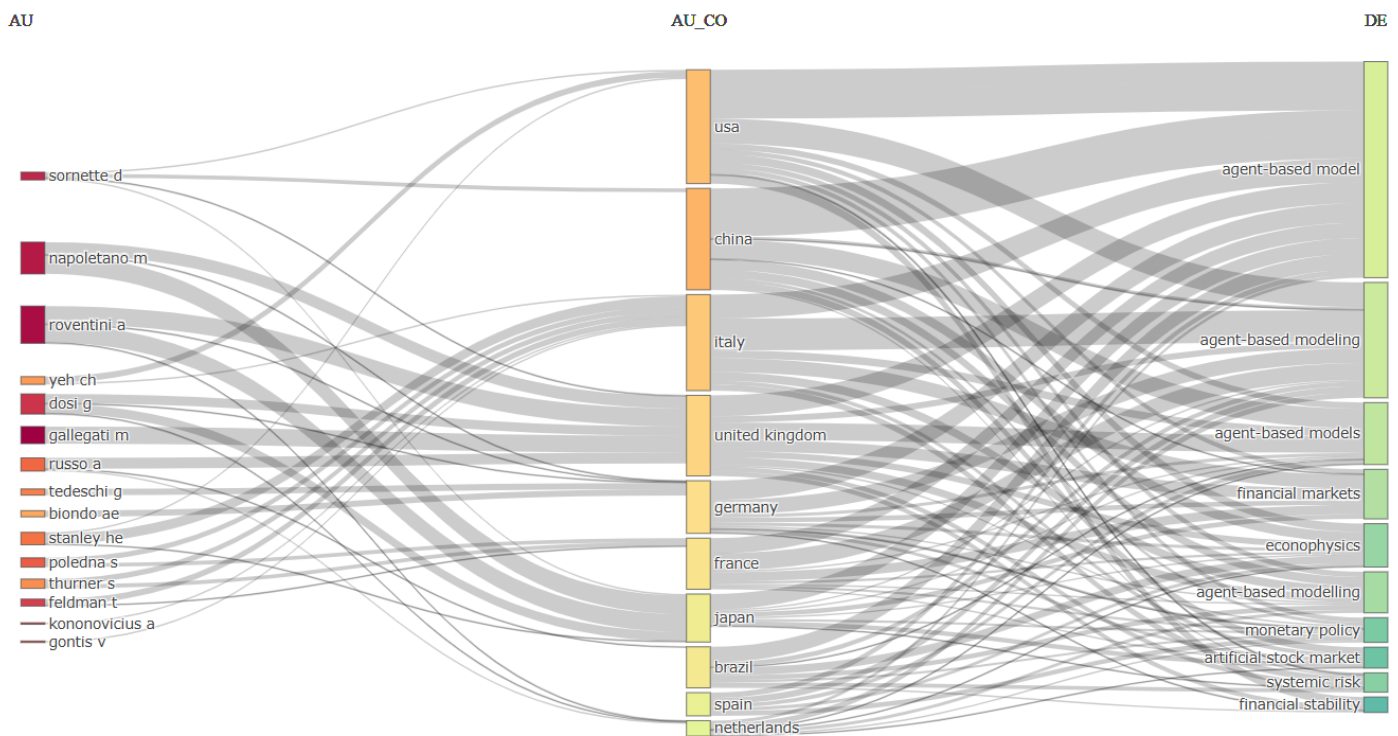 AU
AU_CO
DE
sornette d
napoletano m
roventini a
yeh ch
dosi g
gallegati m
russo a
tedeschi g
biondo ae
stanley he
poledna s
thurner s
feldman t
kononovicius a
gontis v
usa
china
italy
united kingdom
germany
france
japan
brazil
spain
netherlands
agent-based model
agent-based modeling
agent-based models
financial markets
econophysics
agent-based modelling
monetary policy
artificial stock market
systemic risk
financial stability